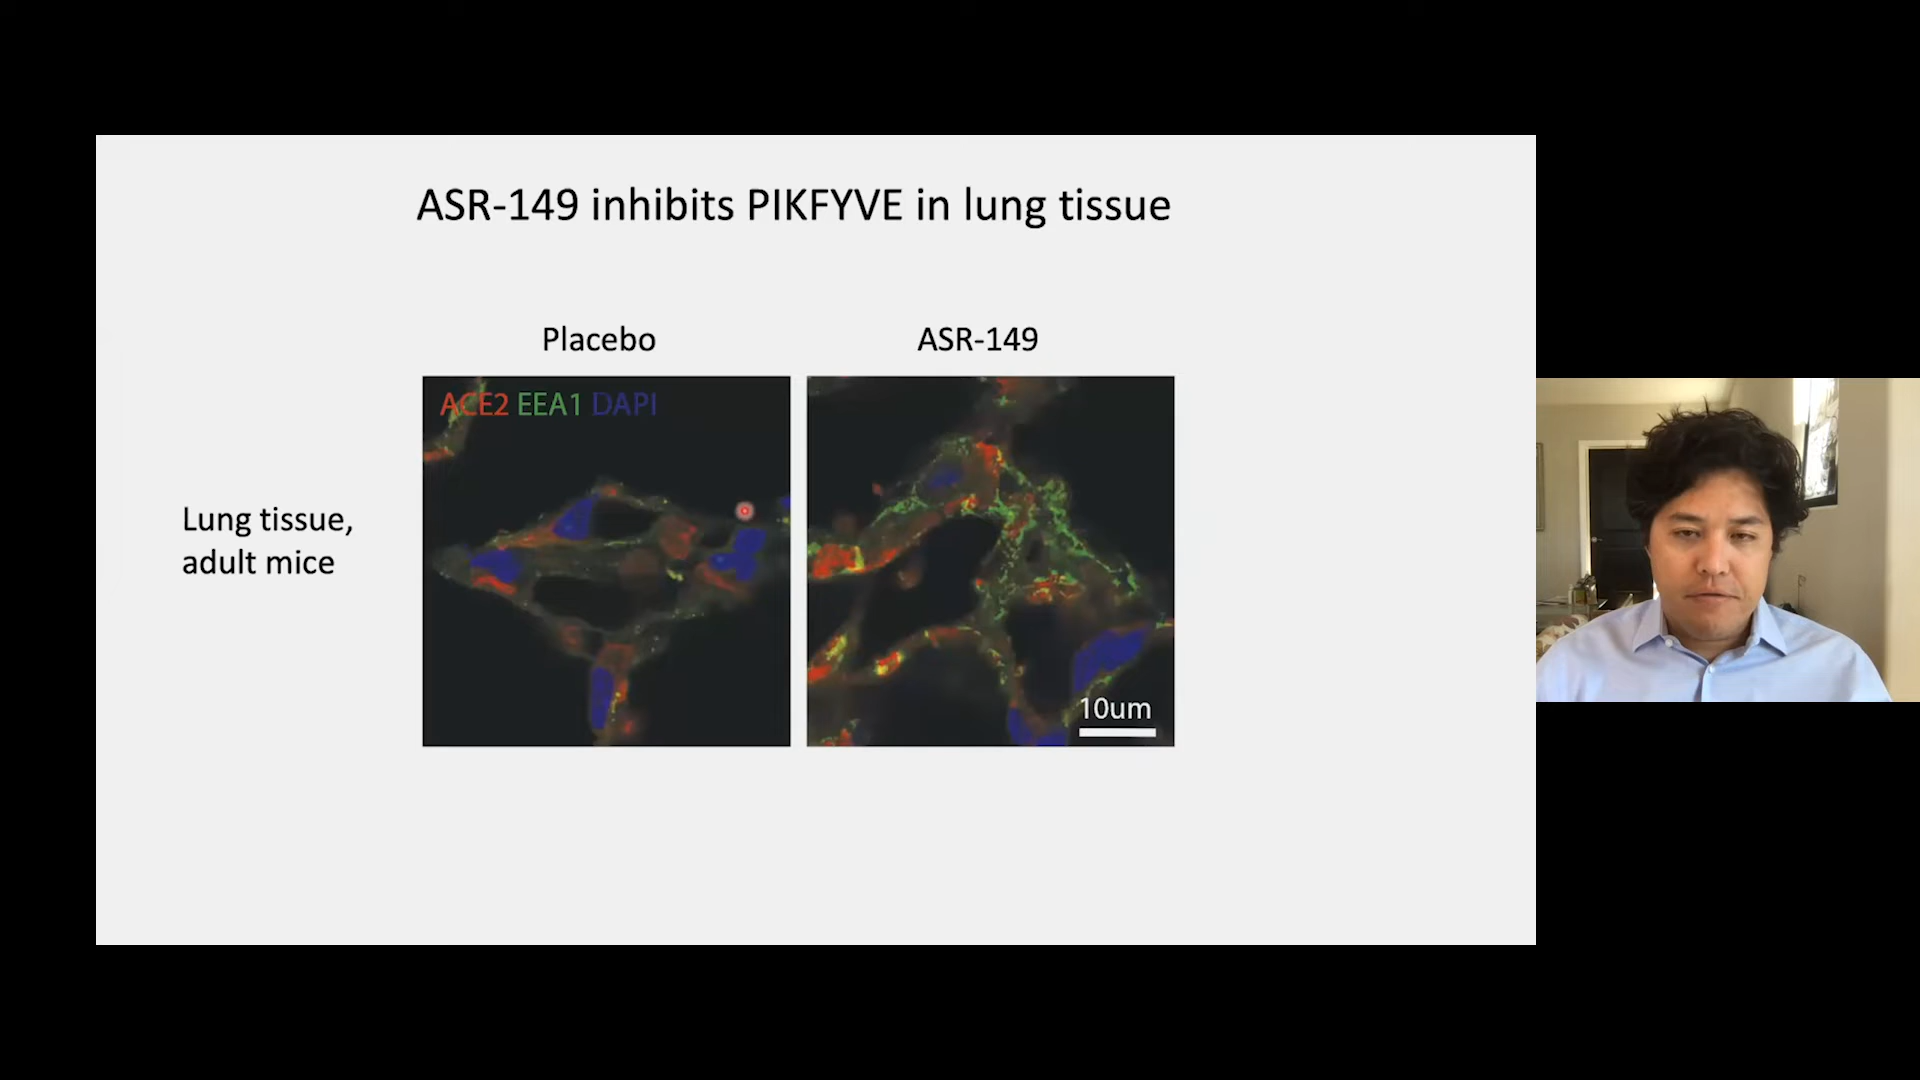 ASR-149 inhibits PIKFYVE in lung tissue
Placebo
ASR-149
ACE2 EEA1 DAPI
Lung tissue,
adult mice
10um